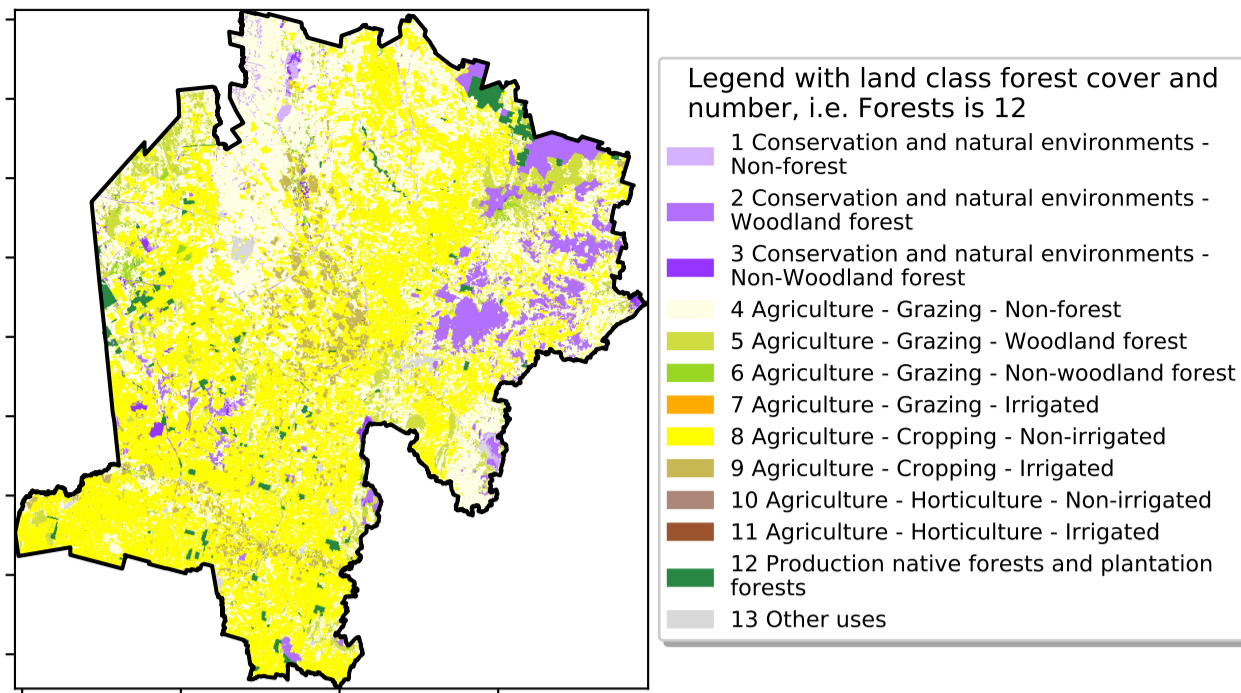 Legend with land class forest cover and
number, i.e. Forests is 12
1 Conservation and natural environments -
Non-forest
2 Conservation and natural environments -
Woodland forest
3 Conservation and natural environments -
Non-Woodland forest
4 Agriculture - Grazing - Non-forest
5 Agriculture - Grazing - Woodland forest
6 Agriculture - Grazing - Non-woodland forest
7 Agriculture - Grazing - Irrigated
8 Agriculture - Cropping - Non-irrigated
9 Agriculture - Cropping - Irrigated
10 Agriculture - Horticulture - Non-irrigated
11 Agriculture - Horticulture - Irrigated
12 Production native forests and plantation
forests
13 Other uses